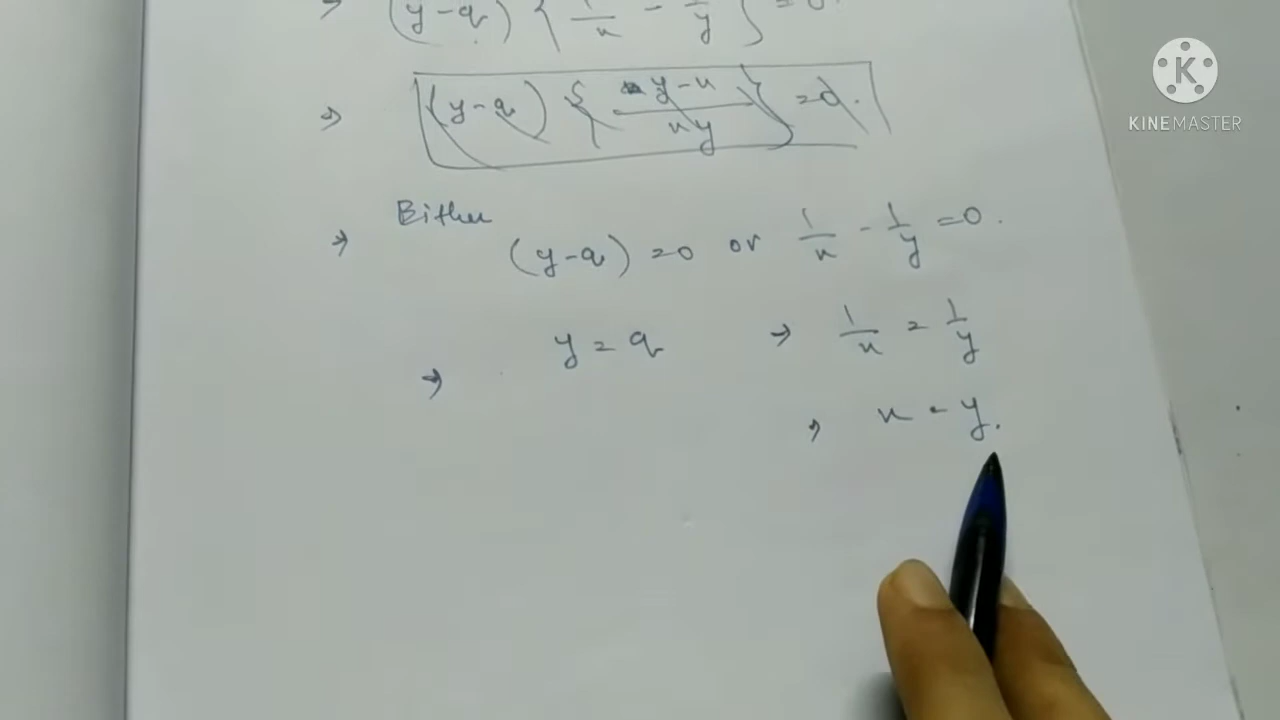 ⇒ (y-q) { 1/x - 1/y } = 0.
⇒ (y-q) { y-x / xy } = 0.
Either
⇒ (y-q) = 0 or 1/x - 1/y = 0.
⇒ y = q ⇒ 1/x = 1/y
⇒ x = y.
KINEMASTER